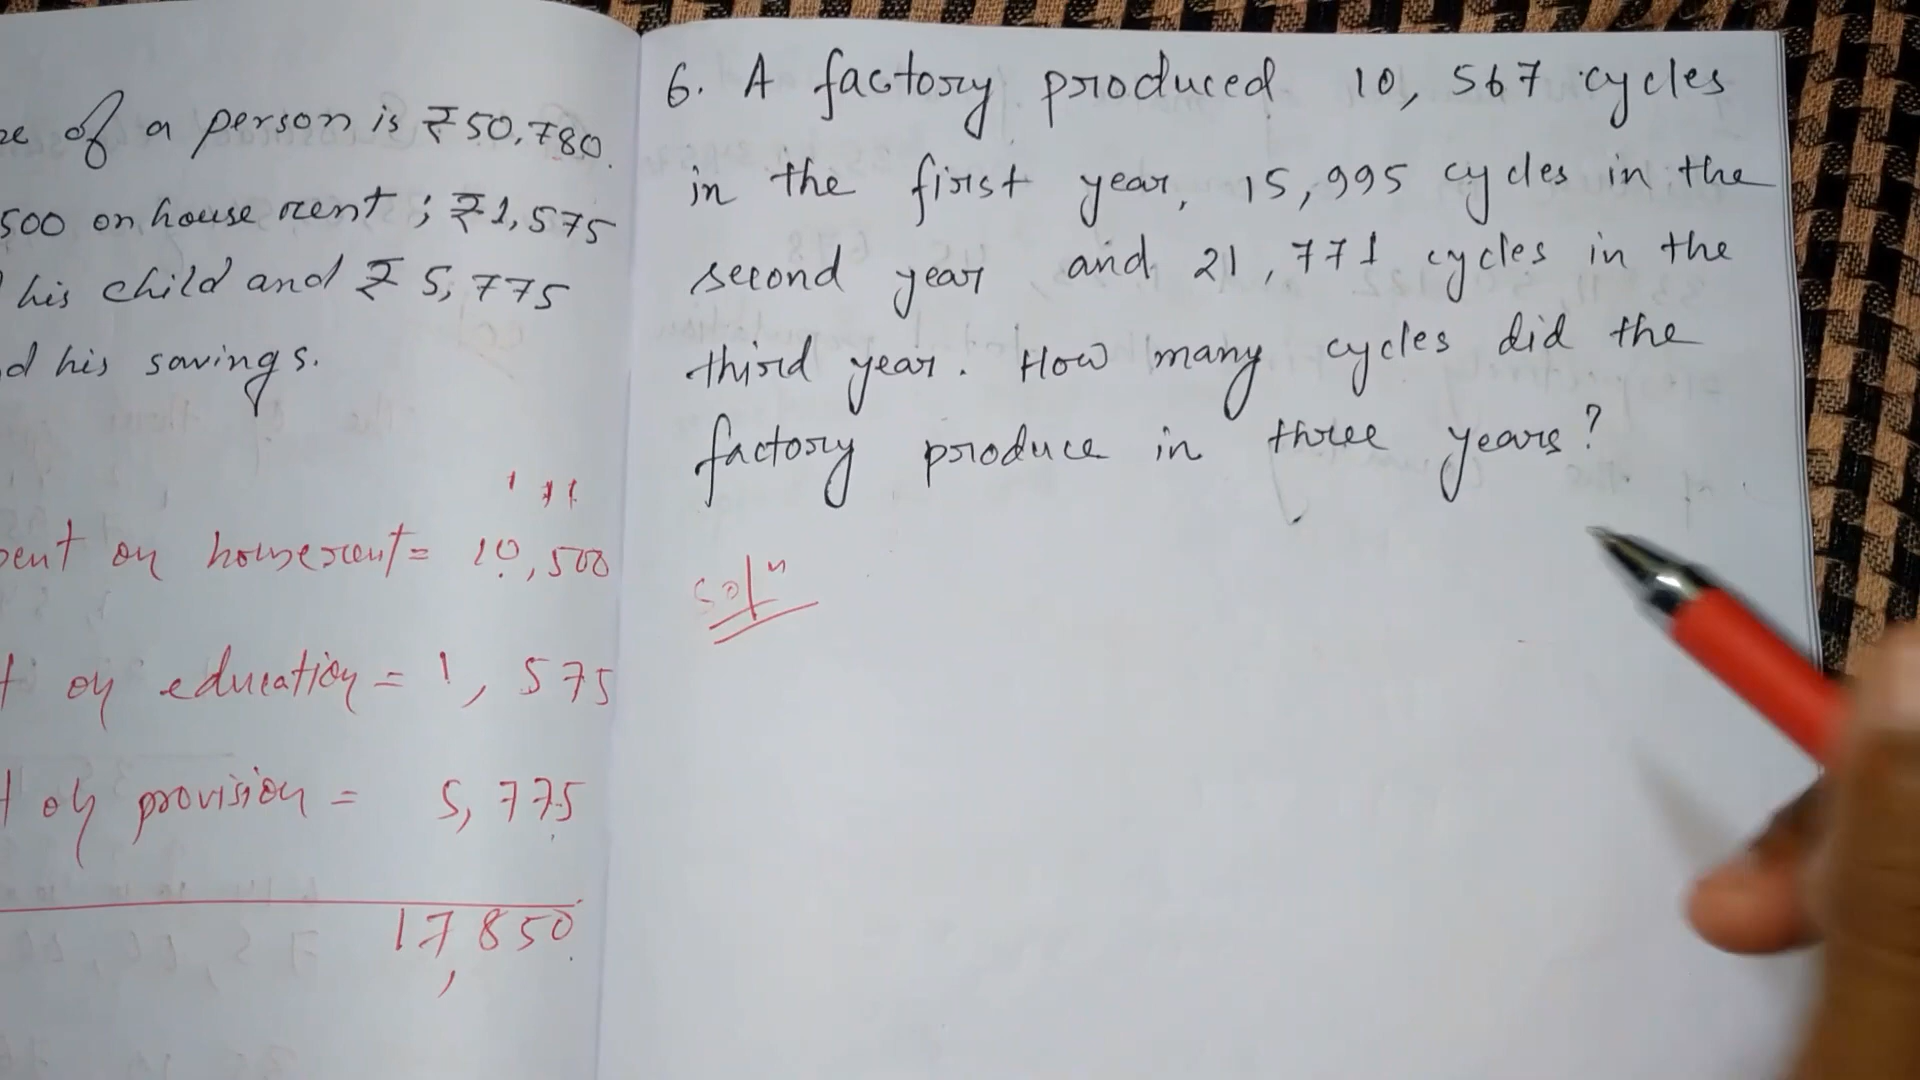 of a person is ₹50,780.
500 on house rent ; ₹1,575
his child and ₹ 5,775
his savings.
on house rent = 10,500
on education = 1,575
on provision = 5,775
17,850
6. A factory produced 10,567 cycles
in the first year, 15,995 cycles in the
second year and 21,771 cycles in the
third year. How many cycles did the
factory produce in three years?
Solⁿ